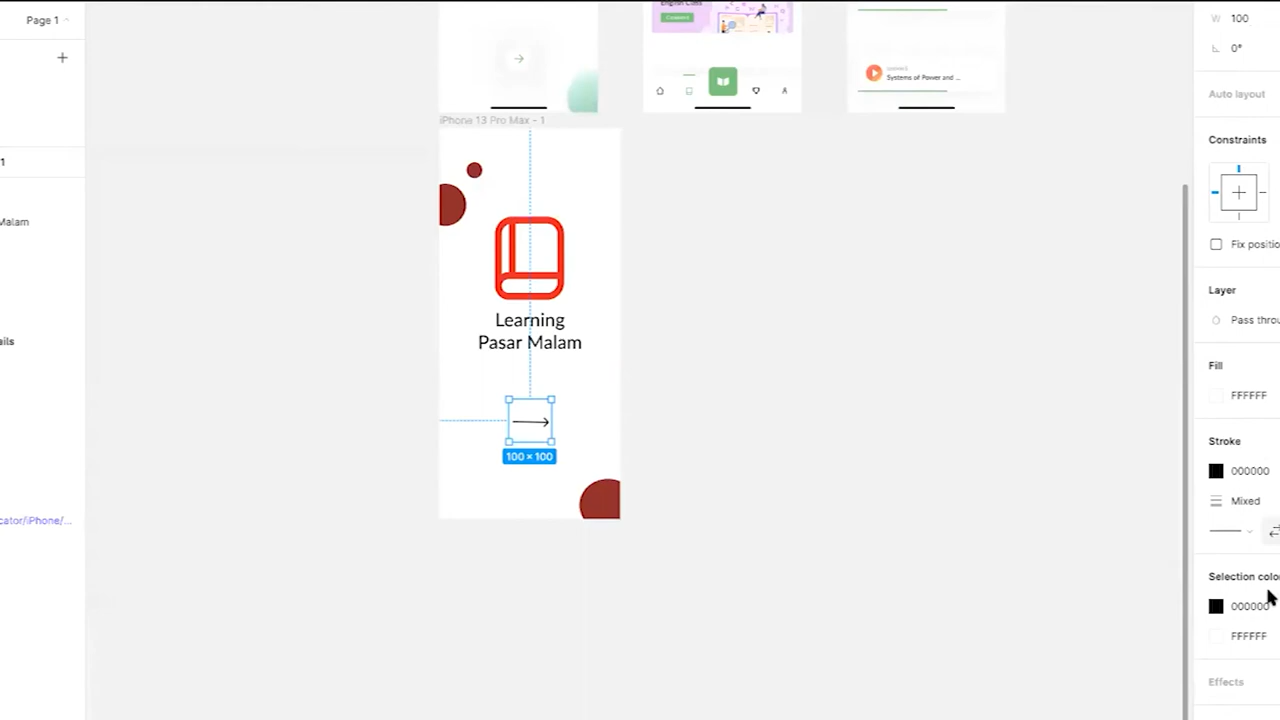 Page 1
1
Malam
ails
cator/iPhone/...
English Class
Systems of Power and ...
iPhone 13 Pro Max - 1
Learning
Pasar Malam
100 × 100
W 100
0°
Auto layout
Constraints
Fix positio
Layer
Pass throu
Fill
FFFFFF
Stroke
000000
Mixed
Selection color
000000
FFFFFF
Effects